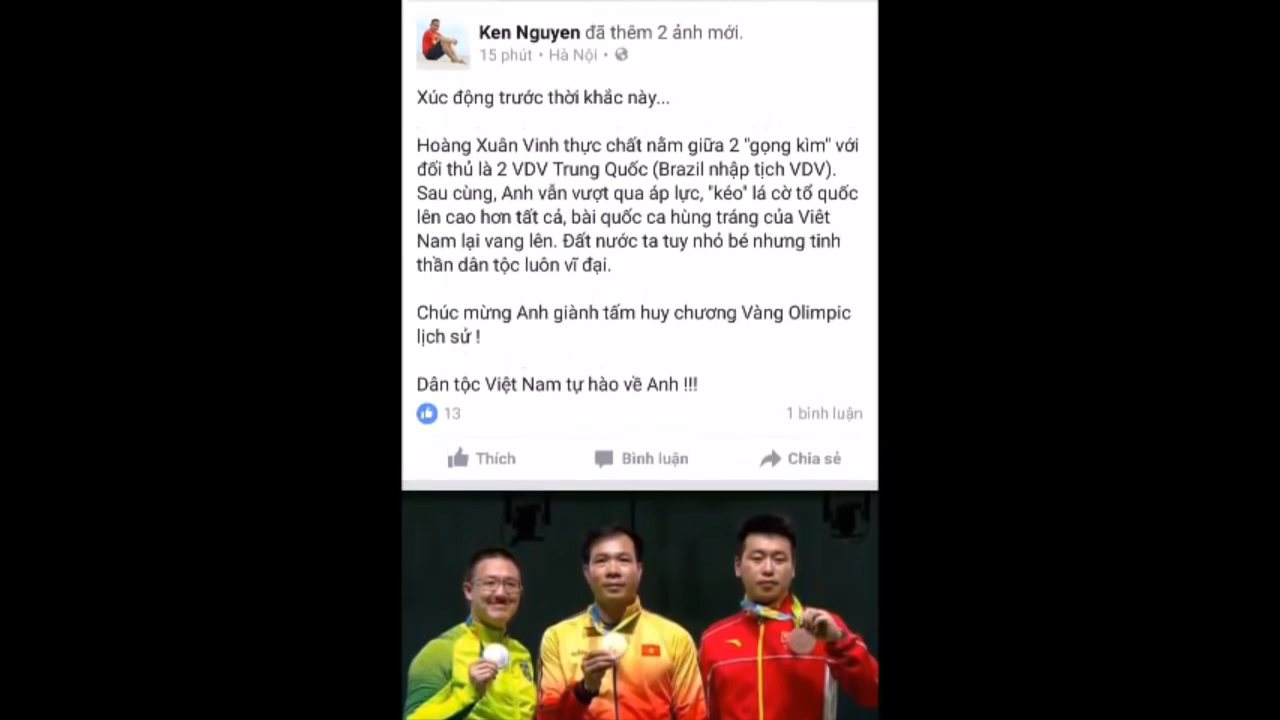 Ken Nguyen đã thêm 2 ảnh mới.
15 phút • Hà Nội •
Xúc động trước thời khắc này...
Hoàng Xuân Vinh thực chất nằm giữa 2 "gọng kìm" với
đối thủ là 2 VDV Trung Quốc (Brazil nhập tịch VDV).
Sau cùng, Anh vẫn vượt qua áp lực, "kéo" lá cờ tổ quốc
lên cao hơn tất cả, bài quốc ca hùng tráng của Viêt
Nam lại vang lên. Đất nước ta tuy nhỏ bé nhưng tinh
thần dân tộc luôn vĩ đại.
Chúc mừng Anh giành tấm huy chương Vàng Olimpic
lịch sử !
Dân tộc Việt Nam tự hào về Anh !!!
13 1 bình luận
Thích Bình luận Chia sẻ